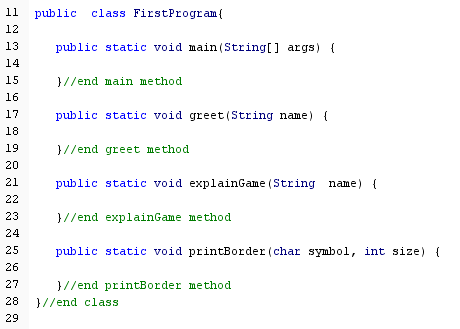 11 public  class FirstProgram{
12
13    public static void main(String[] args) {
14
15    }//end main method
16
17    public static void greet(String name) {
18
19    }//end greet method
20
21    public static void explainGame(String  name) {
22
23    }//end explainGame method
24
25    public static void printBorder(char symbol, int size) {
26
27    }//end printBorder method
28 }//end class
29